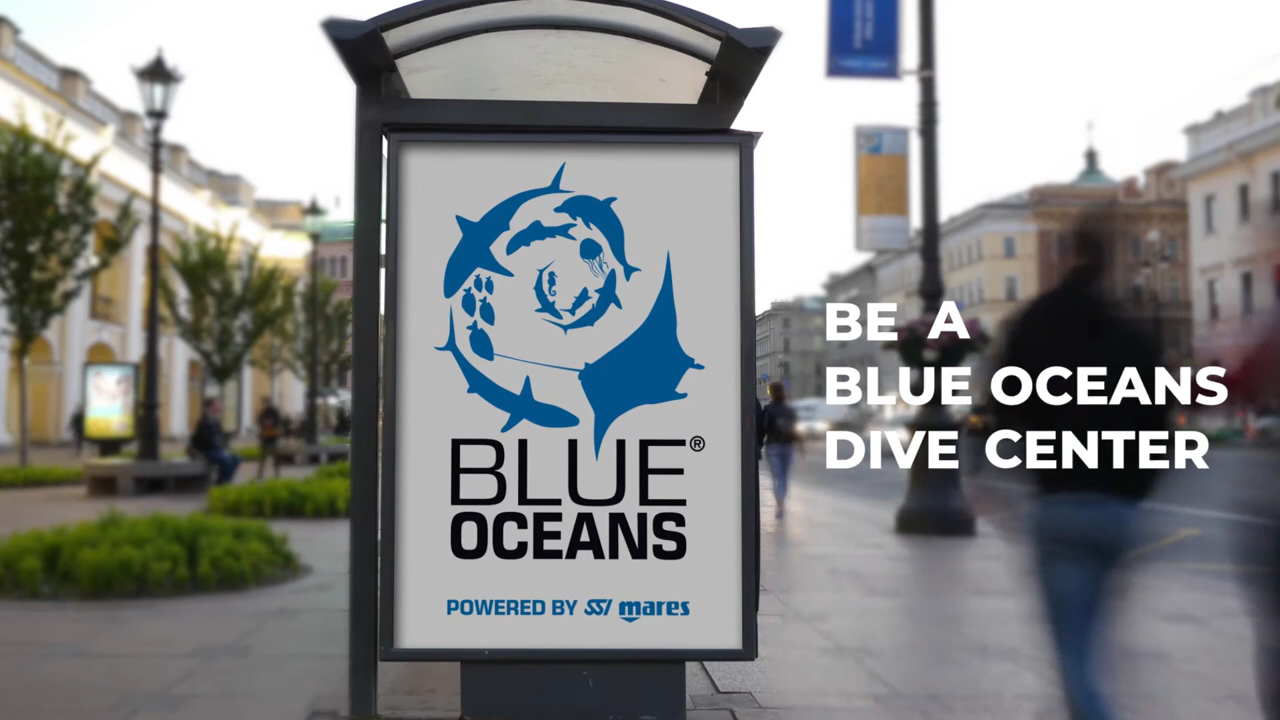 BLUE®
OCEANS
POWERED BY SSI mares
BE A
BLUE OCEANS
DIVE CENTER